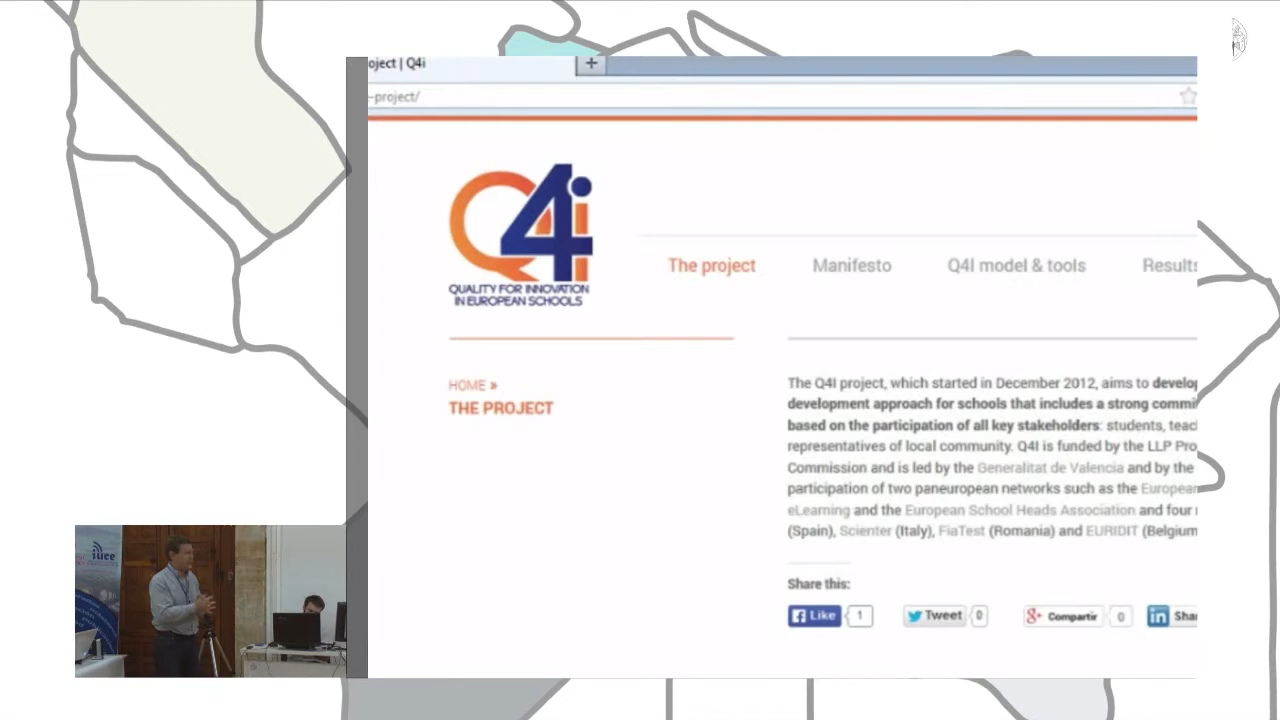 oject | Q4i
-project/
Q4i
QUALITY FOR INNOVATION
IN EUROPEAN SCHOOLS
The project
Manifesto
Q4I model & tools
Results
HOME »
THE PROJECT
The Q4I project, which started in December 2012, aims to develop
development approach for schools that includes a strong commi
based on the participation of all key stakeholders: students, teac
representatives of local community. Q4I is funded by the LLP Pro
Commission and is led by the Generalitat de Valencia and by the
participation of two paneuropean networks such as the European
eLearning and the European School Heads Association and four
(Spain), Scienter (Italy), FiaTest (Romania) and EURIDIT (Belgium
Share this:
Like 1
Tweet 0
Compartir 0
in Sha
iuce